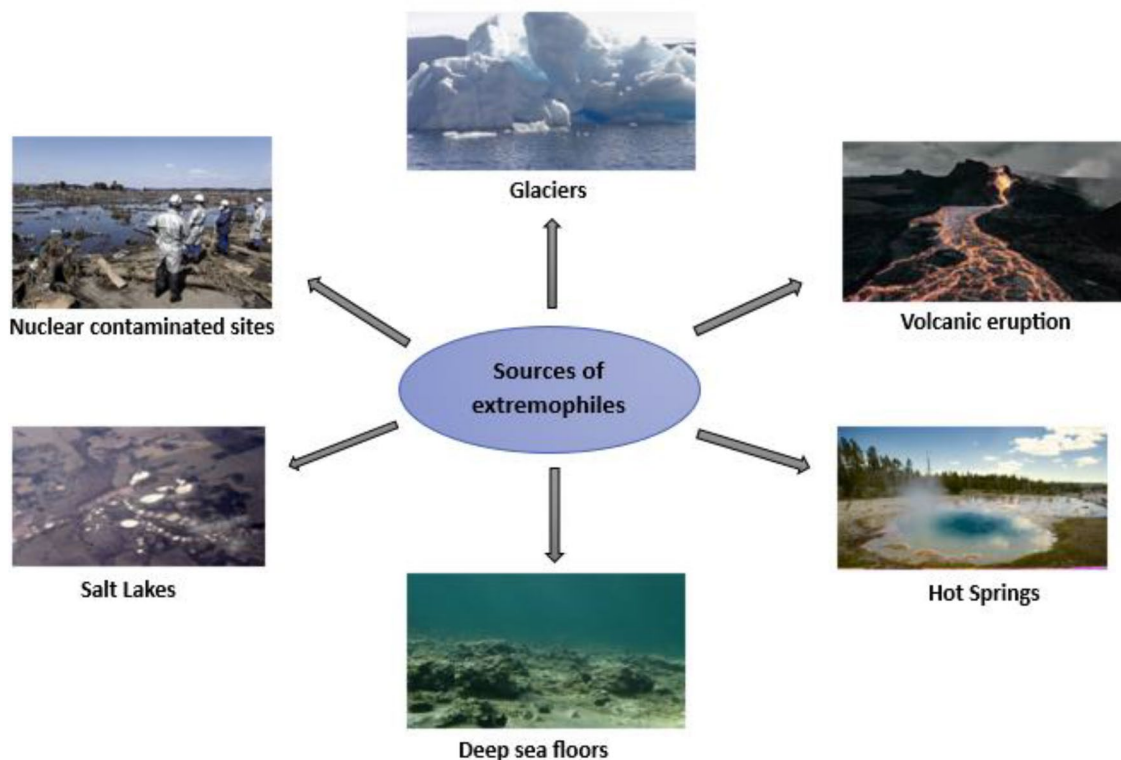 Glaciers
Nuclear contaminated sites
Volcanic eruption
Sources of
extremophiles
Salt Lakes
Hot Springs
Deep sea floors